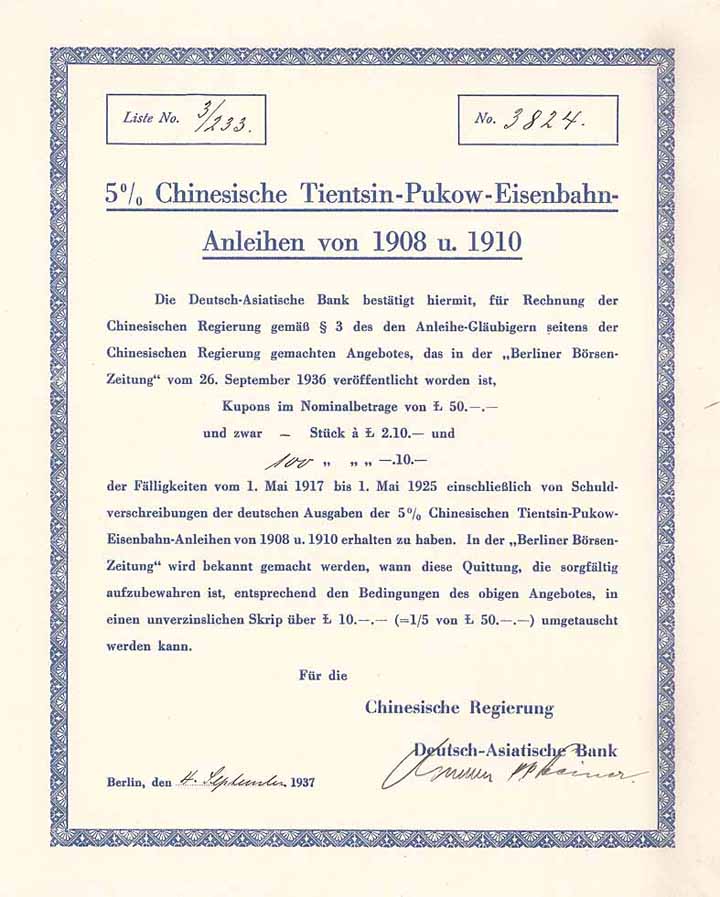 Liste No. 3/233.
No. 3824.
5% Chinesische Tientsin-Pukow-Eisenbahn-
Anleihen von 1908 u. 1910
Die Deutsch-Asiatische Bank bestätigt hiermit, für Rechnung der
Chinesischen Regierung gemäß § 3 des den Anleihe-Gläubigern seitens der
Chinesischen Regierung gemachten Angebotes, das in der „Berliner Börsen-
Zeitung“ vom 26. September 1936 veröffentlicht worden ist,
Kupons im Nominalbetrage von Ł 50.—.—
und zwar – Stück à Ł 2.10.— und
100 „ „ „ —.10.—
der Fälligkeiten vom 1. Mai 1917 bis 1. Mai 1925 einschließlich von Schuld-
verschreibungen der deutschen Ausgaben der 5% Chinesischen Tientsin-Pukow-
Eisenbahn-Anleihen von 1908 u. 1910 erhalten zu haben. In der „Berliner Börsen-
Zeitung“ wird bekannt gemacht werden, wann diese Quittung, die sorgfältig
aufzubewahren ist, entsprechend den Bedingungen des obigen Angebotes, in
einen unverzinslichen Skrip über Ł 10.—.— (=1/5 von Ł 50.—.—) umgetauscht
werden kann.
Für die
Chinesische Regierung
Deutsch-Asiatische Bank
Berlin, den 4. September 1937